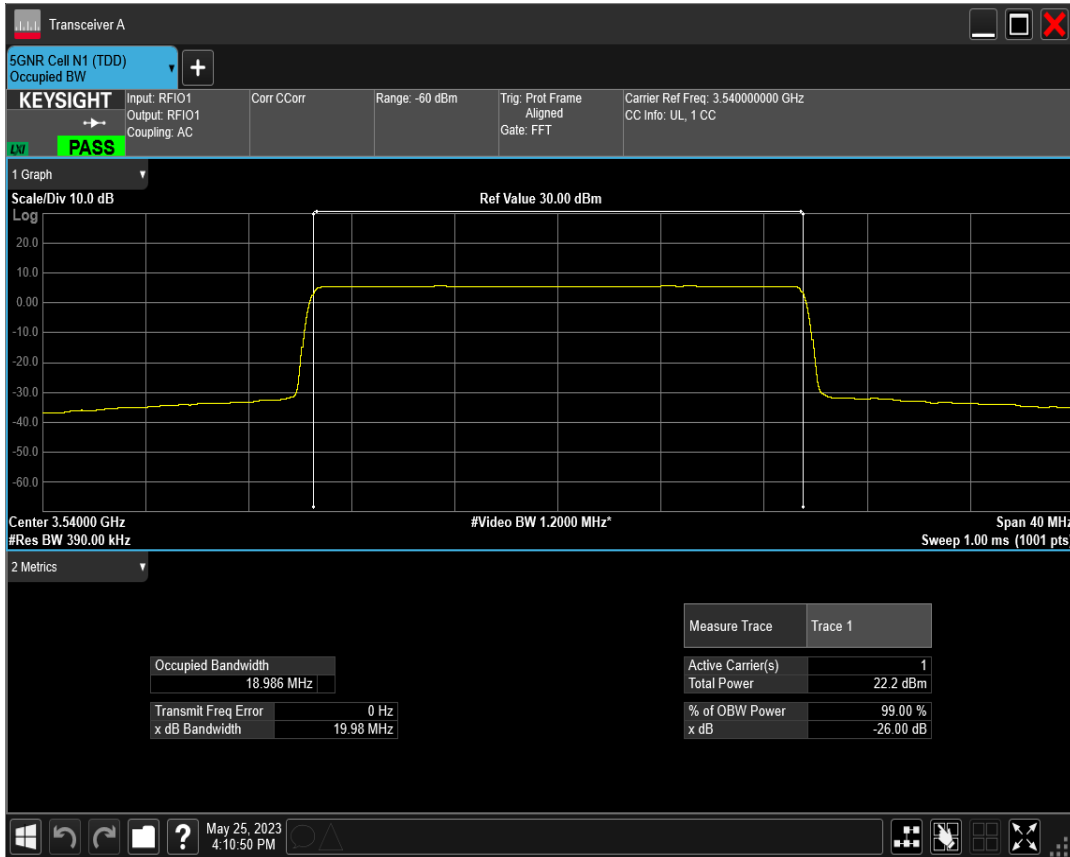 Transceiver A
5GNR Cell N1 (TDD)
Occupied BW
+
KEYSIGHT
LXI
PASS
Input: RFIO1
Output: RFIO1
Coupling: AC
Corr CCorr
Range: -60 dBm
Trig: Prot Frame
Aligned
Gate: FFT
Carrier Ref Freq: 3.540000000 GHz
CC Info: UL, 1 CC
1 Graph
Scale/Div 10.0 dB
Ref Value 30.00 dBm
Log
20.0
10.0
0.00
-10.0
-20.0
-30.0
-40.0
-50.0
-60.0
Center 3.54000 GHz
#Video BW 1.2000 MHz*
Span 40 MHz
#Res BW 390.00 kHz
Sweep 1.00 ms (1001 pts)
2 Metrics
Measure Trace Trace 1
Occupied Bandwidth
18.986 MHz
Transmit Freq Error 0 Hz
x dB Bandwidth 19.98 MHz
Active Carrier(s) 1
Total Power 22.2 dBm
% of OBW Power 99.00 %
x dB -26.00 dB
?
May 25, 2023
4:10:50 PM